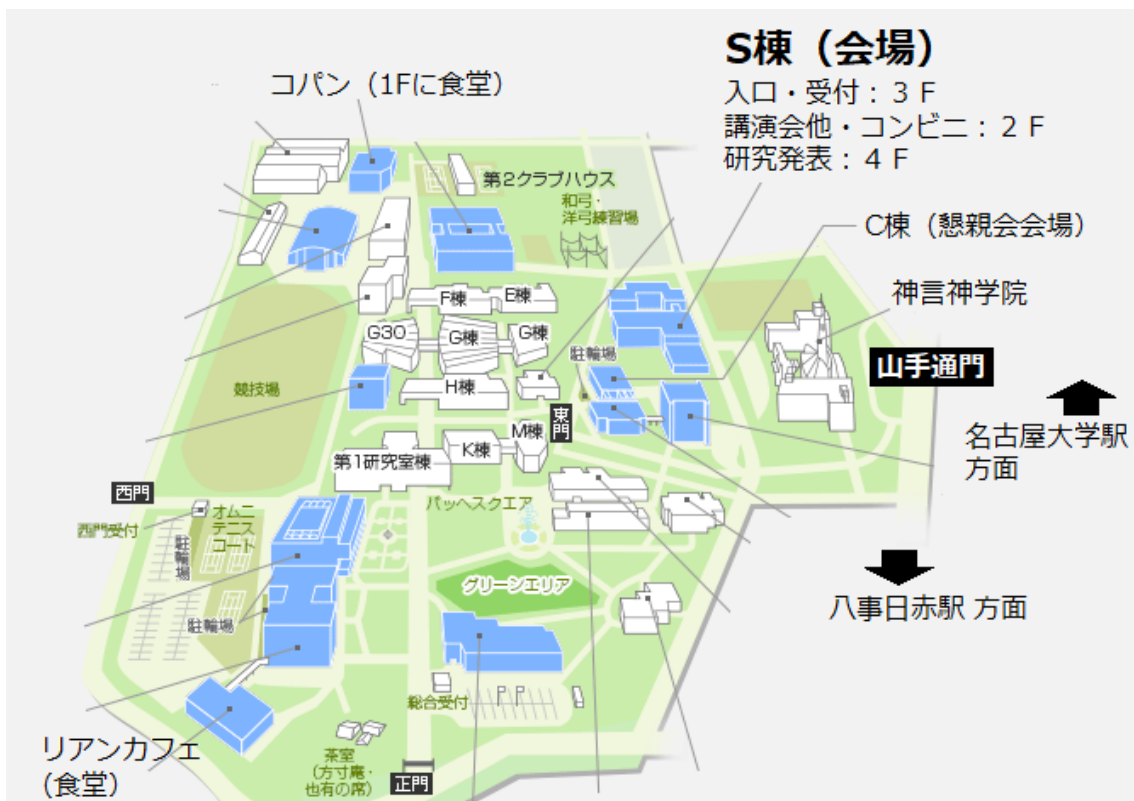 S棟（会場）
入口・受付：３Ｆ
講演会他・コンビニ：２Ｆ
研究発表：４Ｆ
コパン（1Fに食堂）
第2クラブハウス
和弓・
洋弓練習場
C棟（懇親会会場）
神言神学院
F棟
E棟
G30
G棟
G棟
駐輪場
山手通門
競技場
H棟
東門
名古屋大学駅
方面
M棟
K棟
第1研究室棟
西門
パッヘスクエア
オムニ
テニス
コート
西門受付
駐輪場
グリーンエリア
八事日赤駅 方面
駐輪場
総合受付
P
P
リアンカフェ
(食堂）
茶室
（方寸庵・
也有の席）
正門